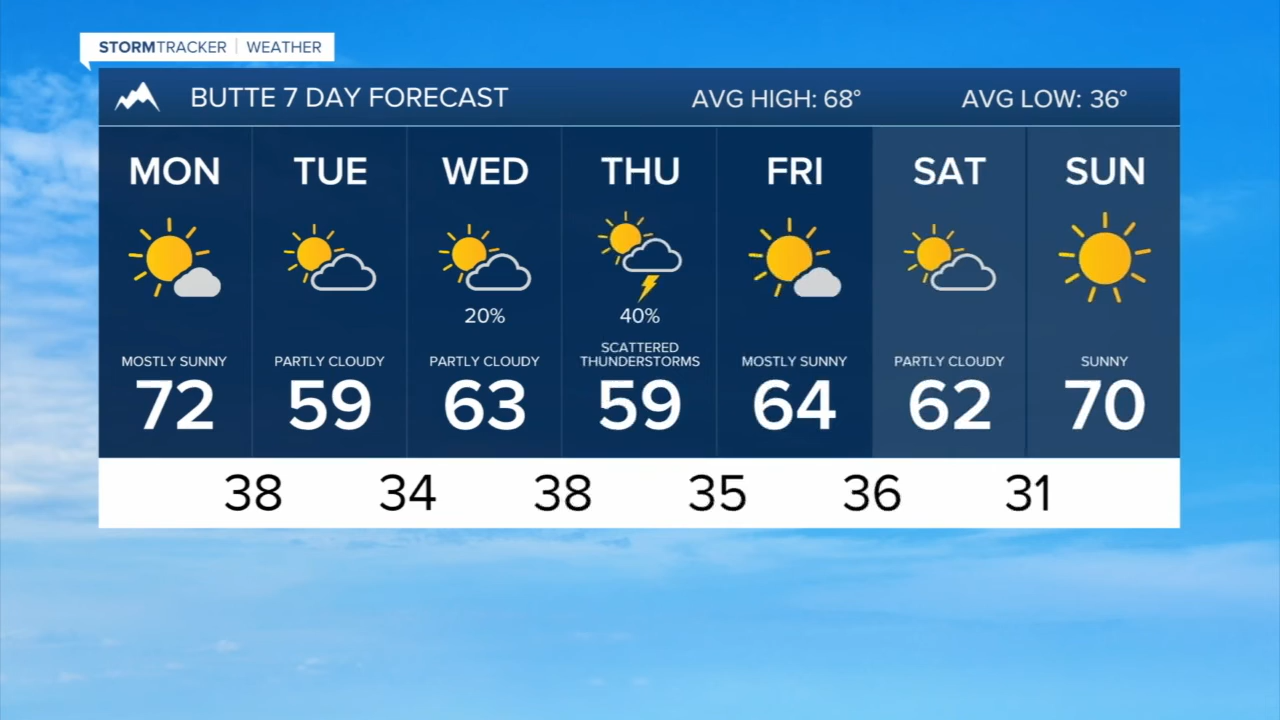 STORMTRACKER | WEATHER
BUTTE 7 DAY FORECAST AVG HIGH: 68° AVG LOW: 36°
MON TUE WED THU FRI SAT SUN
20% 40%
MOSTLY SUNNY PARTLY CLOUDY PARTLY CLOUDY SCATTERED THUNDERSTORMS MOSTLY SUNNY PARTLY CLOUDY SUNNY
72 59 63 59 64 62 70
38 34 38 35 36 31